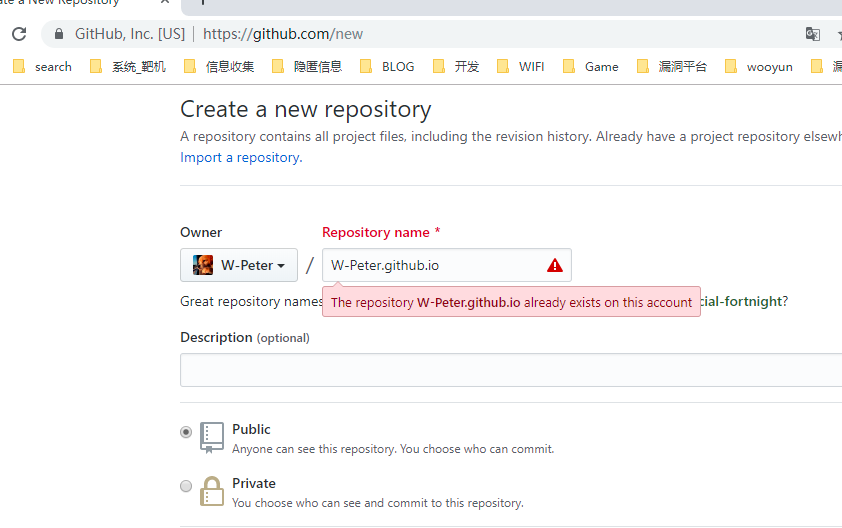 e a New Repository
GitHub, Inc. [US] | https://github.com/new
search 系统_靶机 信息收集 隐匿信息 BLOG 开发 WIFI Game 漏洞平台 wooyun 漏
Create a new repository
A repository contains all project files, including the revision history. Already have a project repository elsewh
Import a repository.
Owner Repository name *
W-Peter / W-Peter.github.io
The repository W-Peter.github.io already exists on this account
Great repository names cial-fortnight?
Description (optional)
Public
Anyone can see this repository. You choose who can commit.
Private
You choose who can see and commit to this repository.